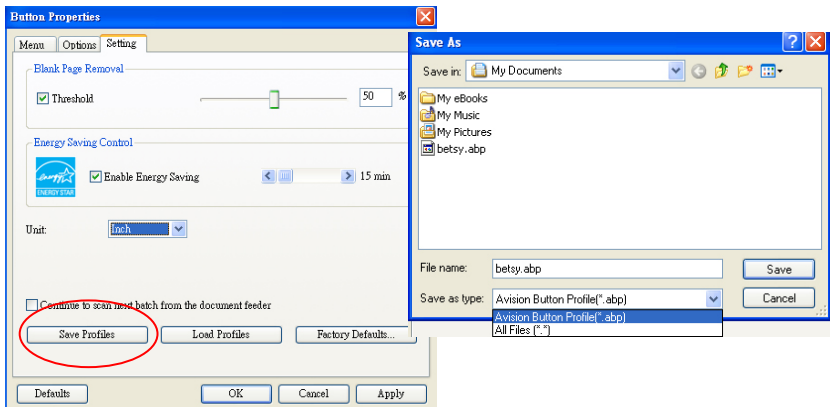 Button Properties
Menu Options Setting
Blank Page Removal
Threshold 50 %
Energy Saving Control
energy
ENERGY STAR
Enable Energy Saving 15 min
Unit: Inch
Continue to scan next batch from the document feeder
Save Profiles Load Profiles Factory Defaults...
Defaults OK Cancel Apply
Save As
Save in: My Documents
My eBooks
My Music
My Pictures
betsy.abp
File name: betsy.abp Save
Save as type: Avision Button Profile(*.abp) Cancel
Avision Button Profile(*.abp)
All Files (*.*)